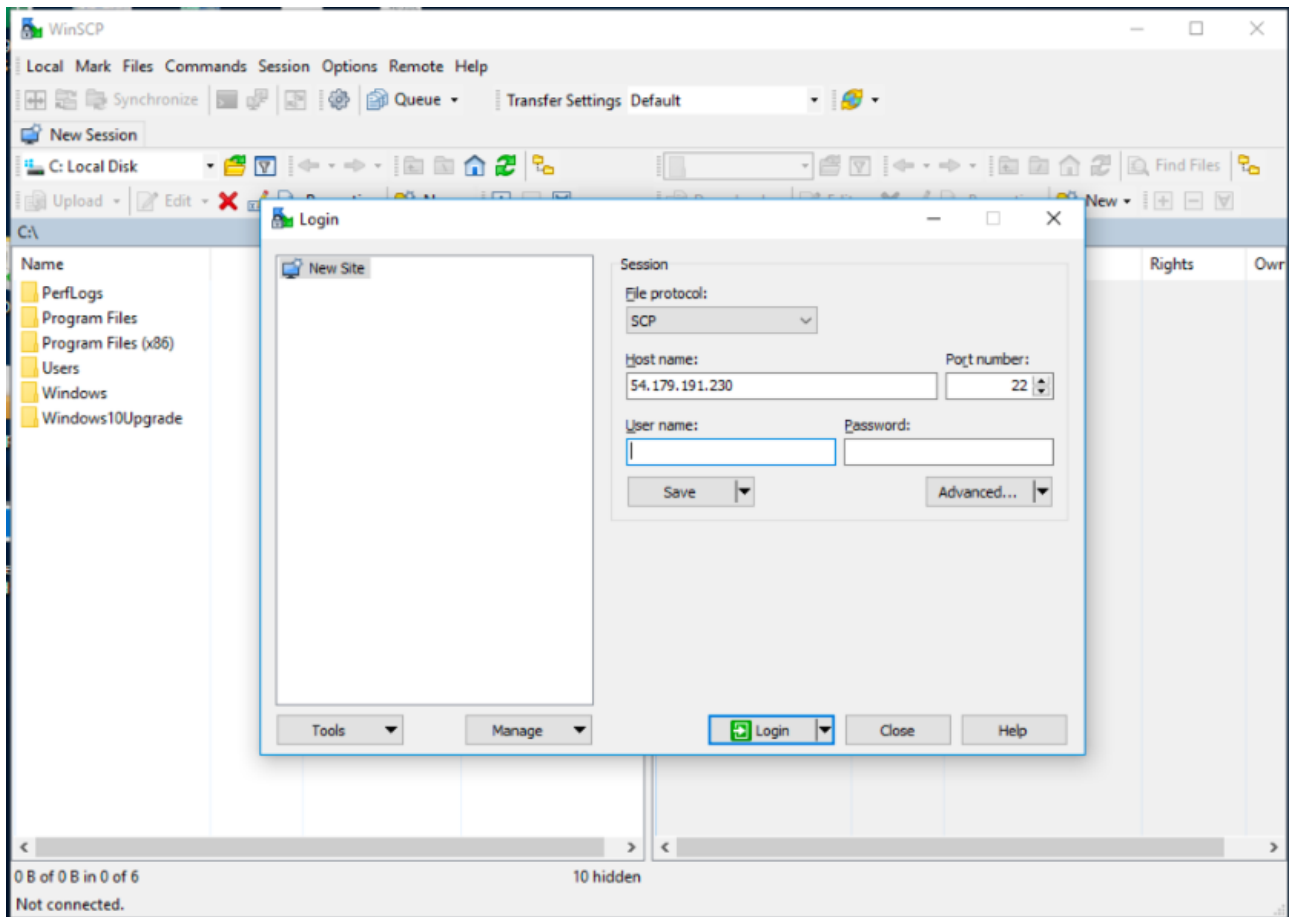 WinSCP
Local Mark Files Commands Session Options Remote Help
Synchronize Queue Transfer Settings Default
New Session
C: Local Disk Find Files
Upload Edit New
C:\
Login
Name Rights Owr
PerfLogs
Program Files
Program Files (x86)
Users
Windows
Windows10Upgrade
New Site
Session
File protocol:
SCP
Host name: Port number:
54.179.191.230 22
User name: Password:
Save Advanced...
Tools Manage Login Close Help
0 B of 0 B in 0 of 6 10 hidden
Not connected.